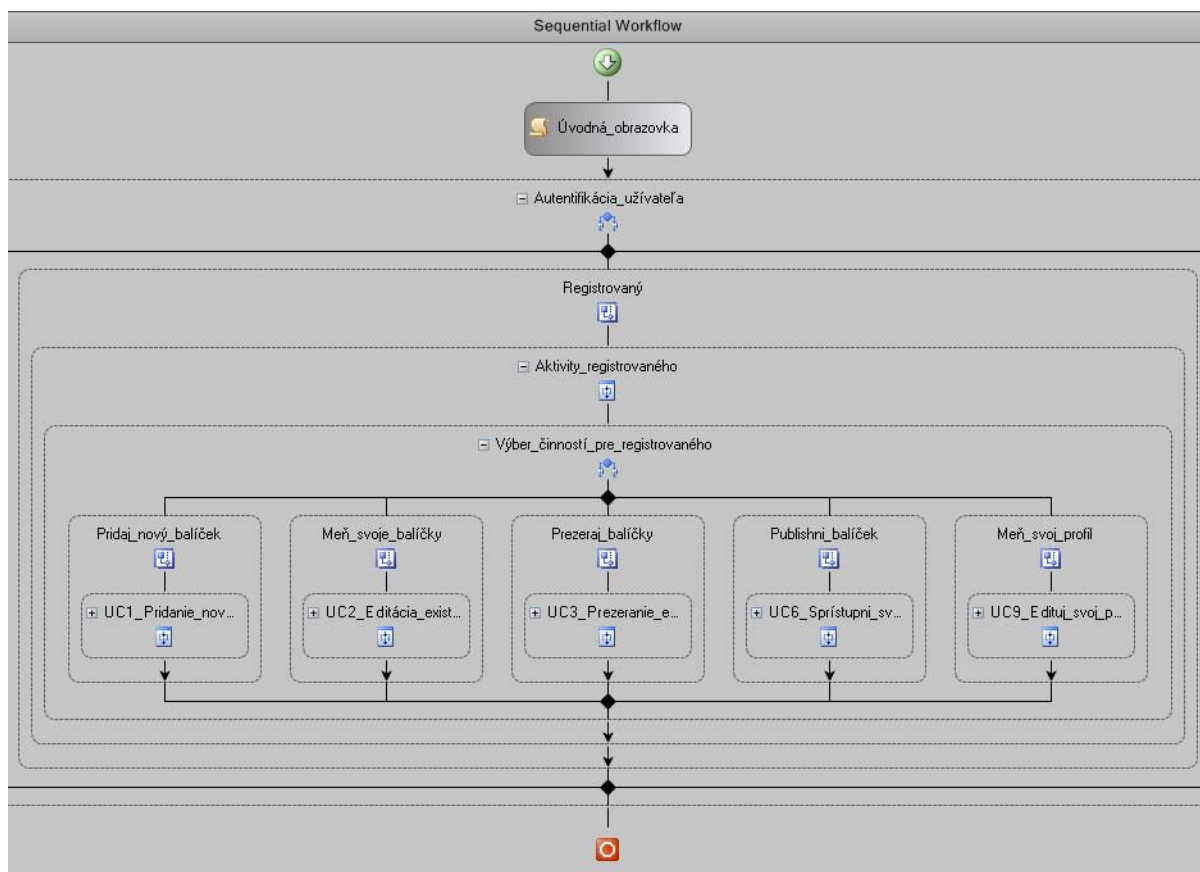 Sequential Workflow
Úvodná_obrazovka
Autentifikácia_užívateľa
Registrovaný
Aktivity_registrovaného
Výber_činností_pre_registrovaného
Pridaj_nový_balíček
Meň_svoje_balíčky
Prezeraj_balíčky
Publishni_balíček
Meň_svoj_profil
UC1_Pridanie_nov...
UC2_Editácia_exist...
UC3_Prezeranie_e...
UC6_Sprístupni_sv...
UC9_Edituj_svoj_p...